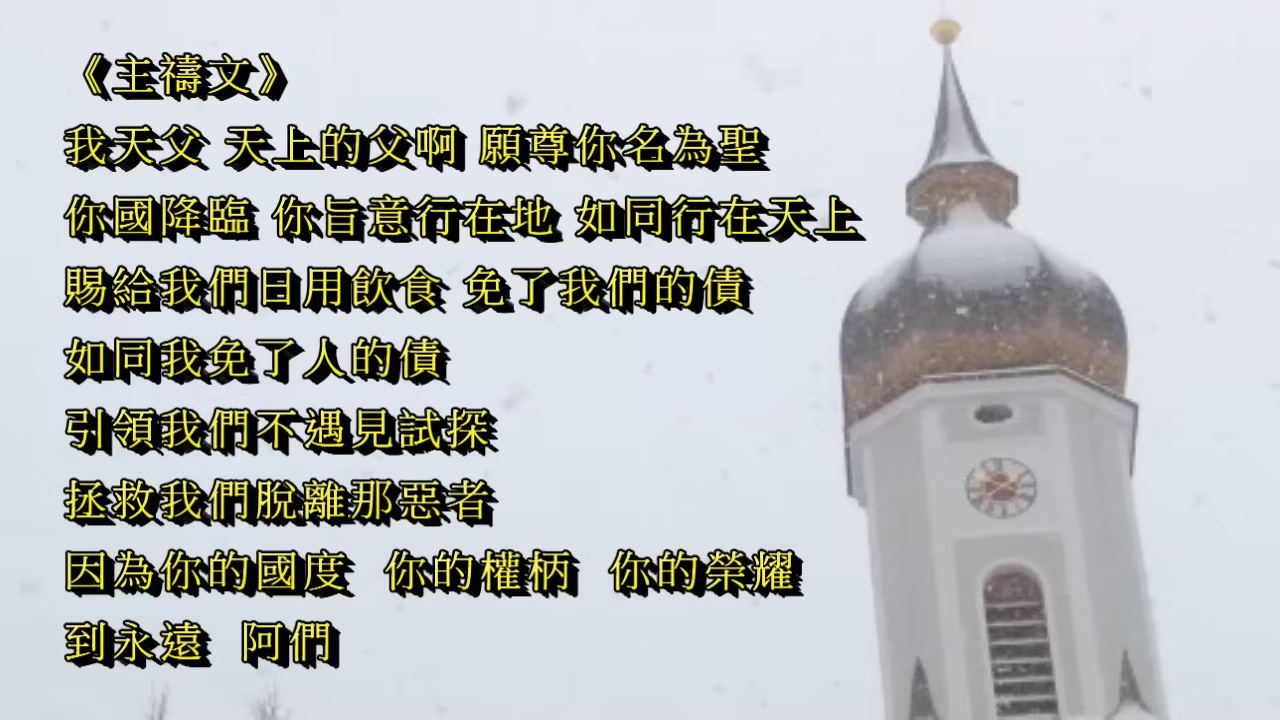 《主禱文》
我天父 天上的父啊 願尊你名為聖
你國降臨 你旨意行在地 如同行在天上
賜給我們日用飲食 免了我們的債
如同我免了人的債
引領我們不遇見試探
拯救我們脫離那惡者
因為你的國度 你的權柄 你的榮耀
到永遠 阿們